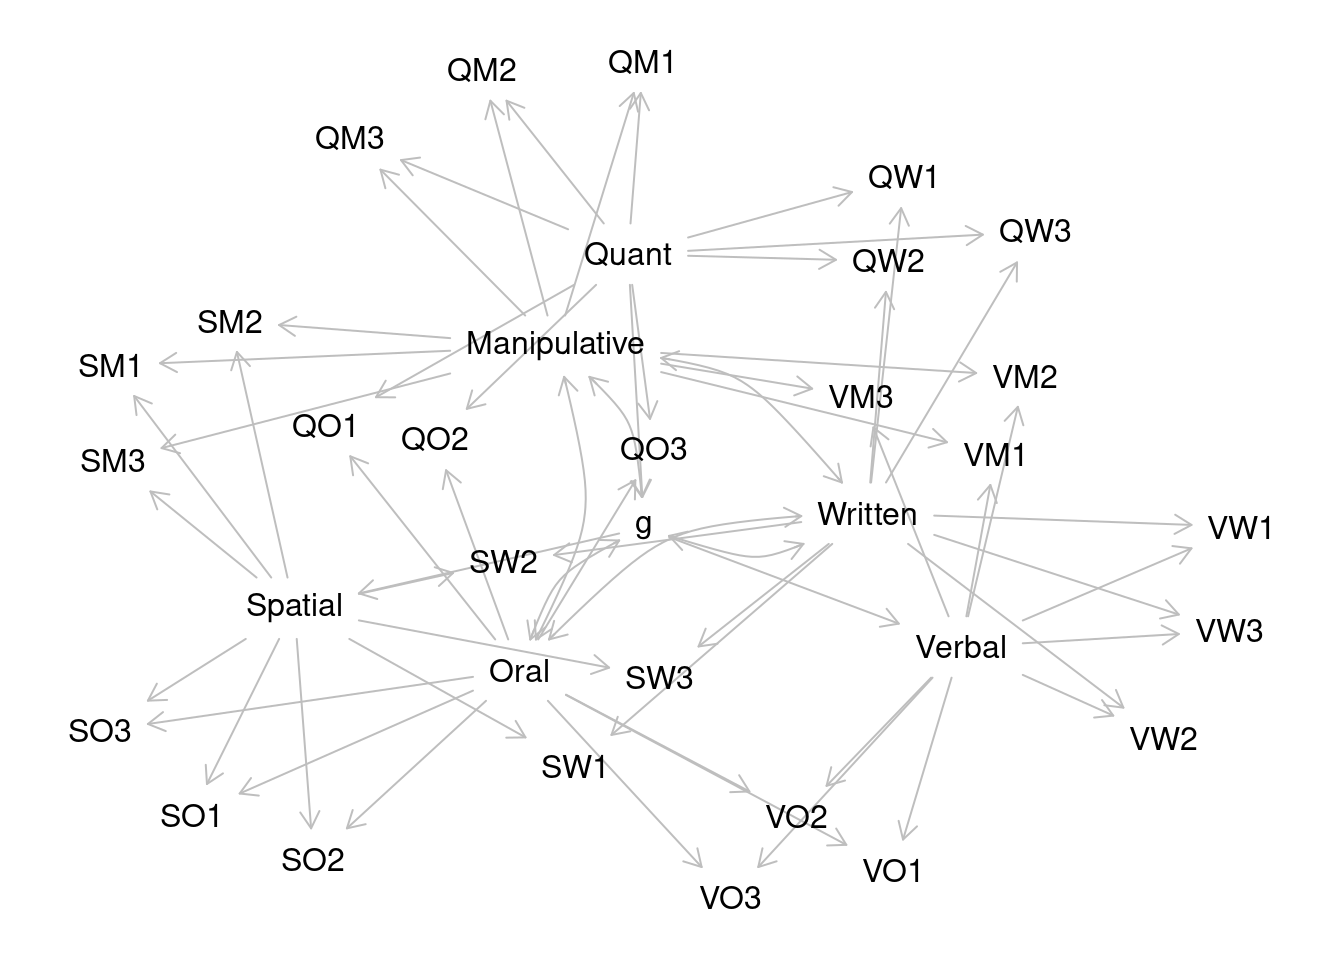 QM1
QM2
QM3
QW1
QW3
Quant
QW2
SM2
Manipulative
SM1
VM2
VM3
QO1
QO2
QO3
VM1
SM3
Written
g
VW1
SW2
Spatial
VW3
Verbal
Oral
SW3
SO3
VW2
SW1
SO1
VO2
SO2
VO1
VO3